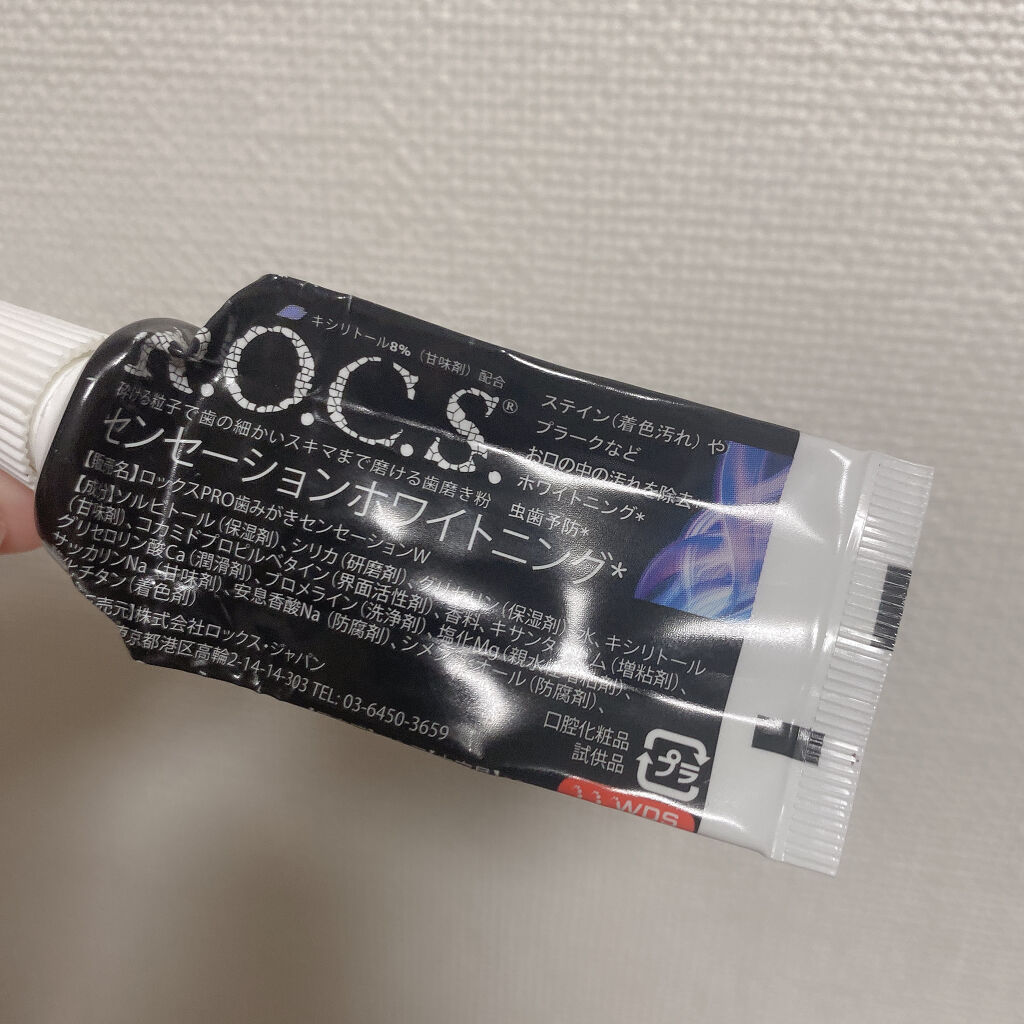 キシリトール8%（甘味剤）配合
R.O.C.S.®
ステイン（着色汚れ）や
プラークなど
お口の中の汚れを除去、
ホワイトニング*
砕ける粒子で歯の細かいスキマまで磨ける歯磨き粉 虫歯予防*
センセーションホワイトニング*
【販売名】ロックスPRO歯みがきセンセーションW
【成分】ソルビトール（保湿剤）、シリカ（研磨剤）、グリセリン（保湿剤）、水、キシリトール
（甘味剤）、コカミドプロピルベタイン（界面活性剤）、香料、キサンタンガム（増粘剤）、
グリセロリン酸Ca（潤滑剤）、ブロメライン（洗浄剤）、塩化Mg（親水性増粘剤）、
サッカリンNa（甘味剤）、安息香酸Na（防腐剤）、シメン-5-オール（防腐剤）、
チタン（着色剤）
売元】株式会社ロックス・ジャパン
東京都港区高輪2-14-14-303 TEL: 03-6450-3659
口腔化粧品
試供品
プラ
WDS